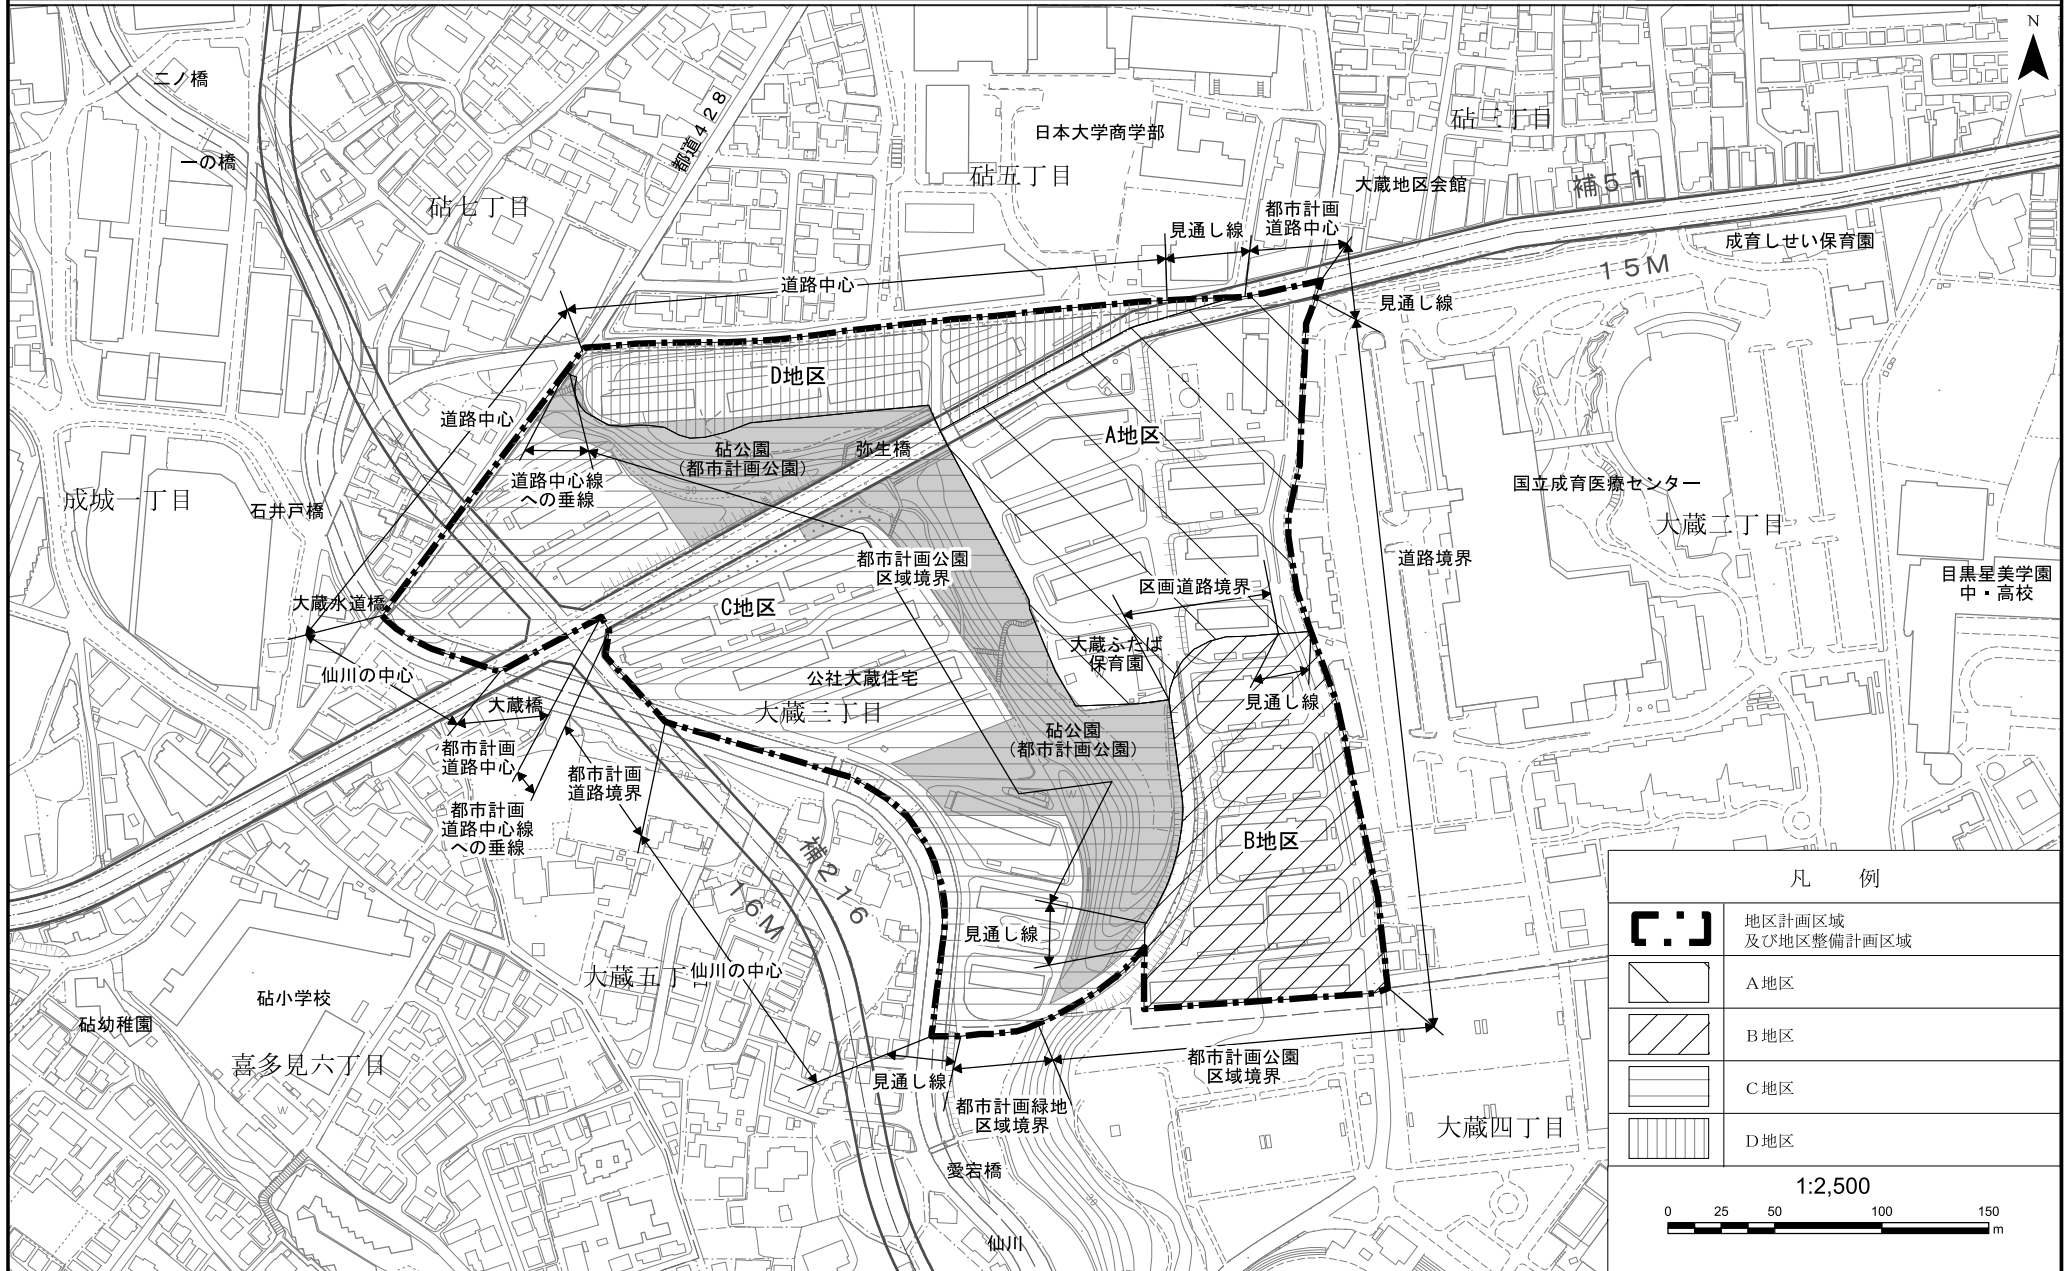 N
二ノ橋
一の橋
都道428
砧七丁目
日本大学商学部
砧五丁目
砧三丁目
大蔵地区会館
補51
15M
成育しせい保育園
都市計画
道路中心
見通し線
道路中心
見通し線
D地区
道路中心
砧公園
(都市計画公園)
弥生橋
A地区
道路中心線
への垂線
成城一丁目
石井戸橋
国立成育医療センター
大蔵二丁目
都市計画公園
区域境界
区画道路境界
道路境界
目黒星美学園
中・高校
大蔵水道橋
C地区
大蔵ふたば
保育園
仙川の中心
公社大蔵住宅
見通し線
大蔵橋
大蔵三丁目
砧公園
(都市計画公園)
都市計画
道路中心
都市計画
道路境界
都市計画
道路中心線
への垂線
補216
16M
B地区
見通し線
大蔵五丁目
仙川の中心
砧小学校
砧幼稚園
喜多見六丁目
見通し線
都市計画公園
区域境界
都市計画緑地
区域境界
大蔵四丁目
愛宕橋
仙川
30
30
30
W
W
凡 例
地区計画区域
及び地区整備計画区域
A地区
B地区
C地区
D地区
1:2,500
0 25 50 100 150
m